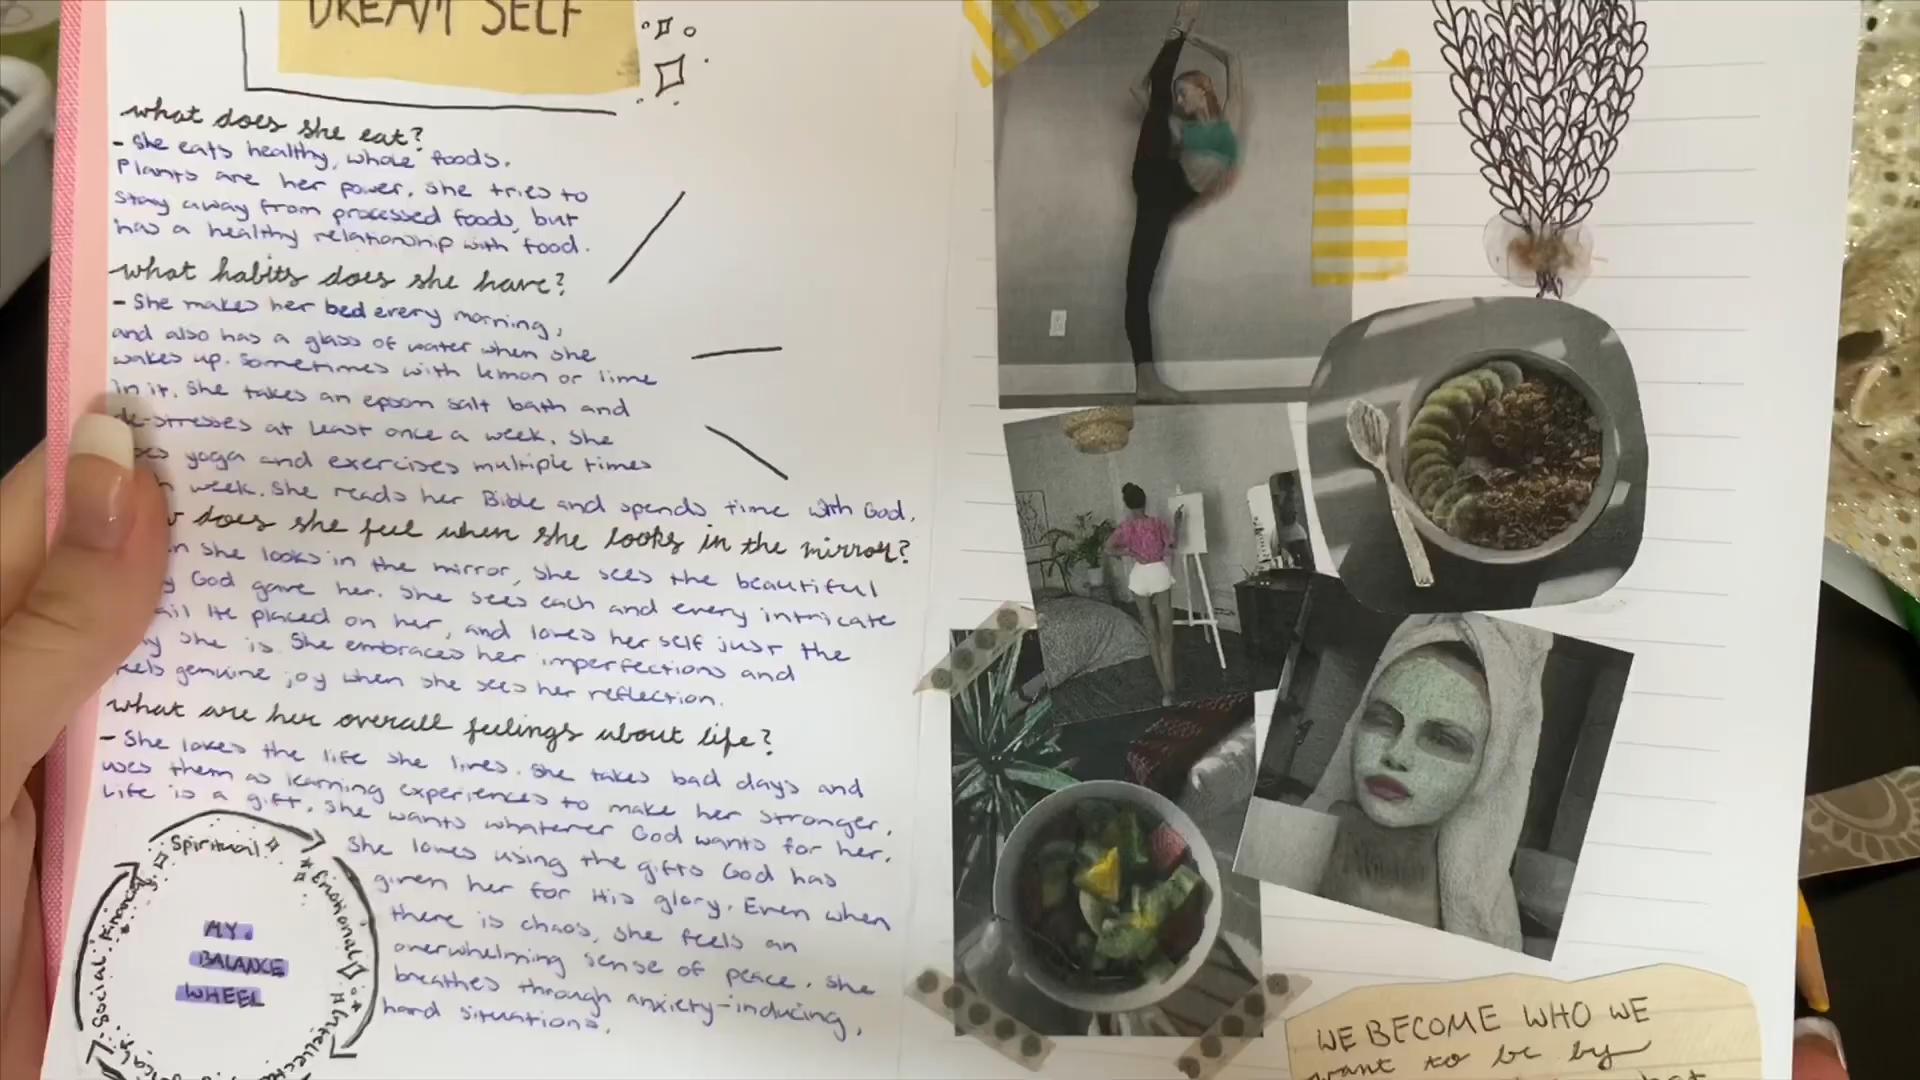 DREAM SELF
what does she eat?
- She eats healthy, whole foods.
Plants are her power. She tries to
stay away from processed foods, but
has a healthy relationship with food.
what habits does she have?
- She makes her bed every morning,
and also has a glass of water when she
wakes up. Sometimes with lemon or lime
in it. She takes an epsom salt bath and
de-stresses at least once a week. She
yoga and exercises multiple times
week. She reads her Bible and spends time with God.
does she feel when she looks in the mirror?
she looks in the mirror, she sees the beautiful
God gave her. She sees each and every intricate
He placed on her, and loves herself just the
she is. She embraces her imperfections and
feels genuine joy when she sees her reflection.
what are her overall feelings about life?
- She loves the life she lives. She takes bad days and
uses them as learning experiences to make her stronger.
Life is a gift. She wants whatever God wants for her.
She loves using the gifts God has
given her for His glory. Even when
there is chaos, she feels an
overwhelming sense of peace. She
breathes through anxiety-inducing,
hard situations.
Spiritual
Emotional
Intellect
Social
Financial
MY
BALANCE
WHEEL
WE BECOME WHO WE
want to be by